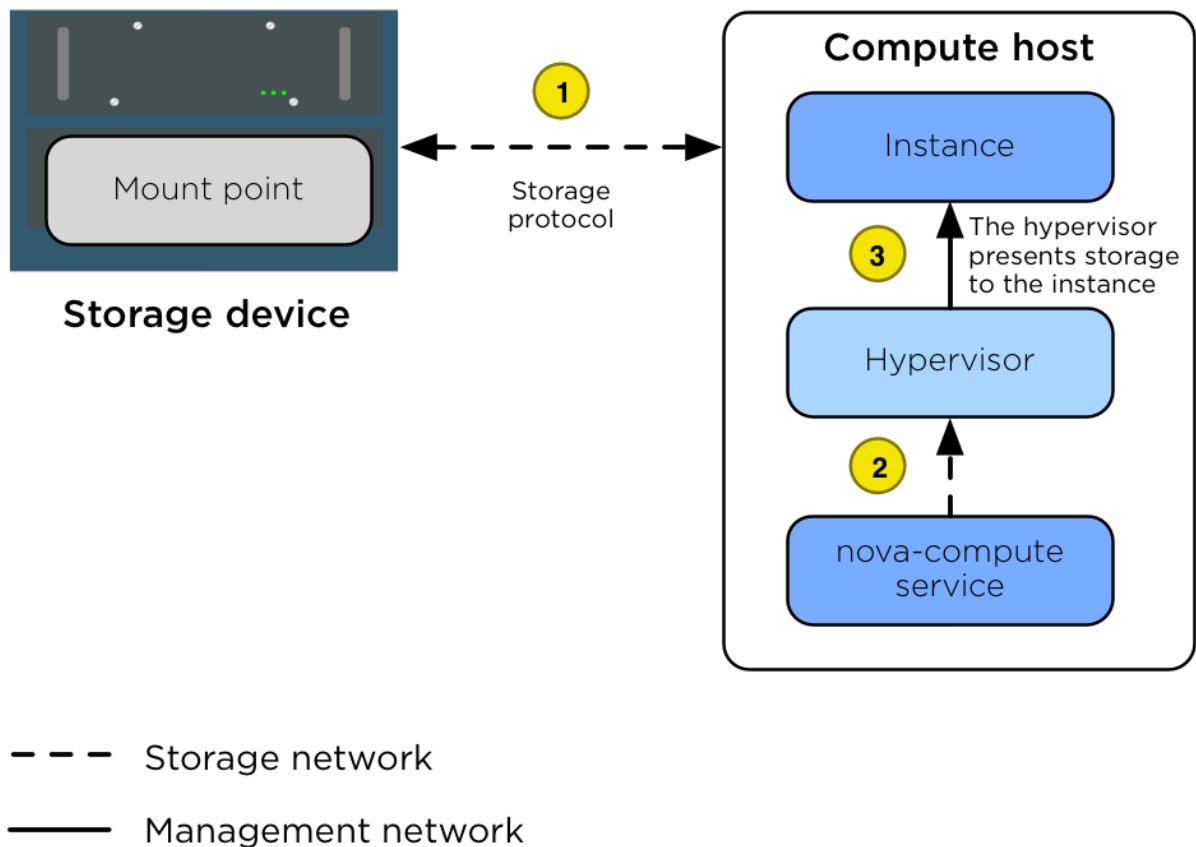 Compute host
1
Instance
Mount point
Storage
protocol
The hypervisor
presents storage
to the instance
3
Storage device
Hypervisor
2
nova-compute
service
Storage network
Management network